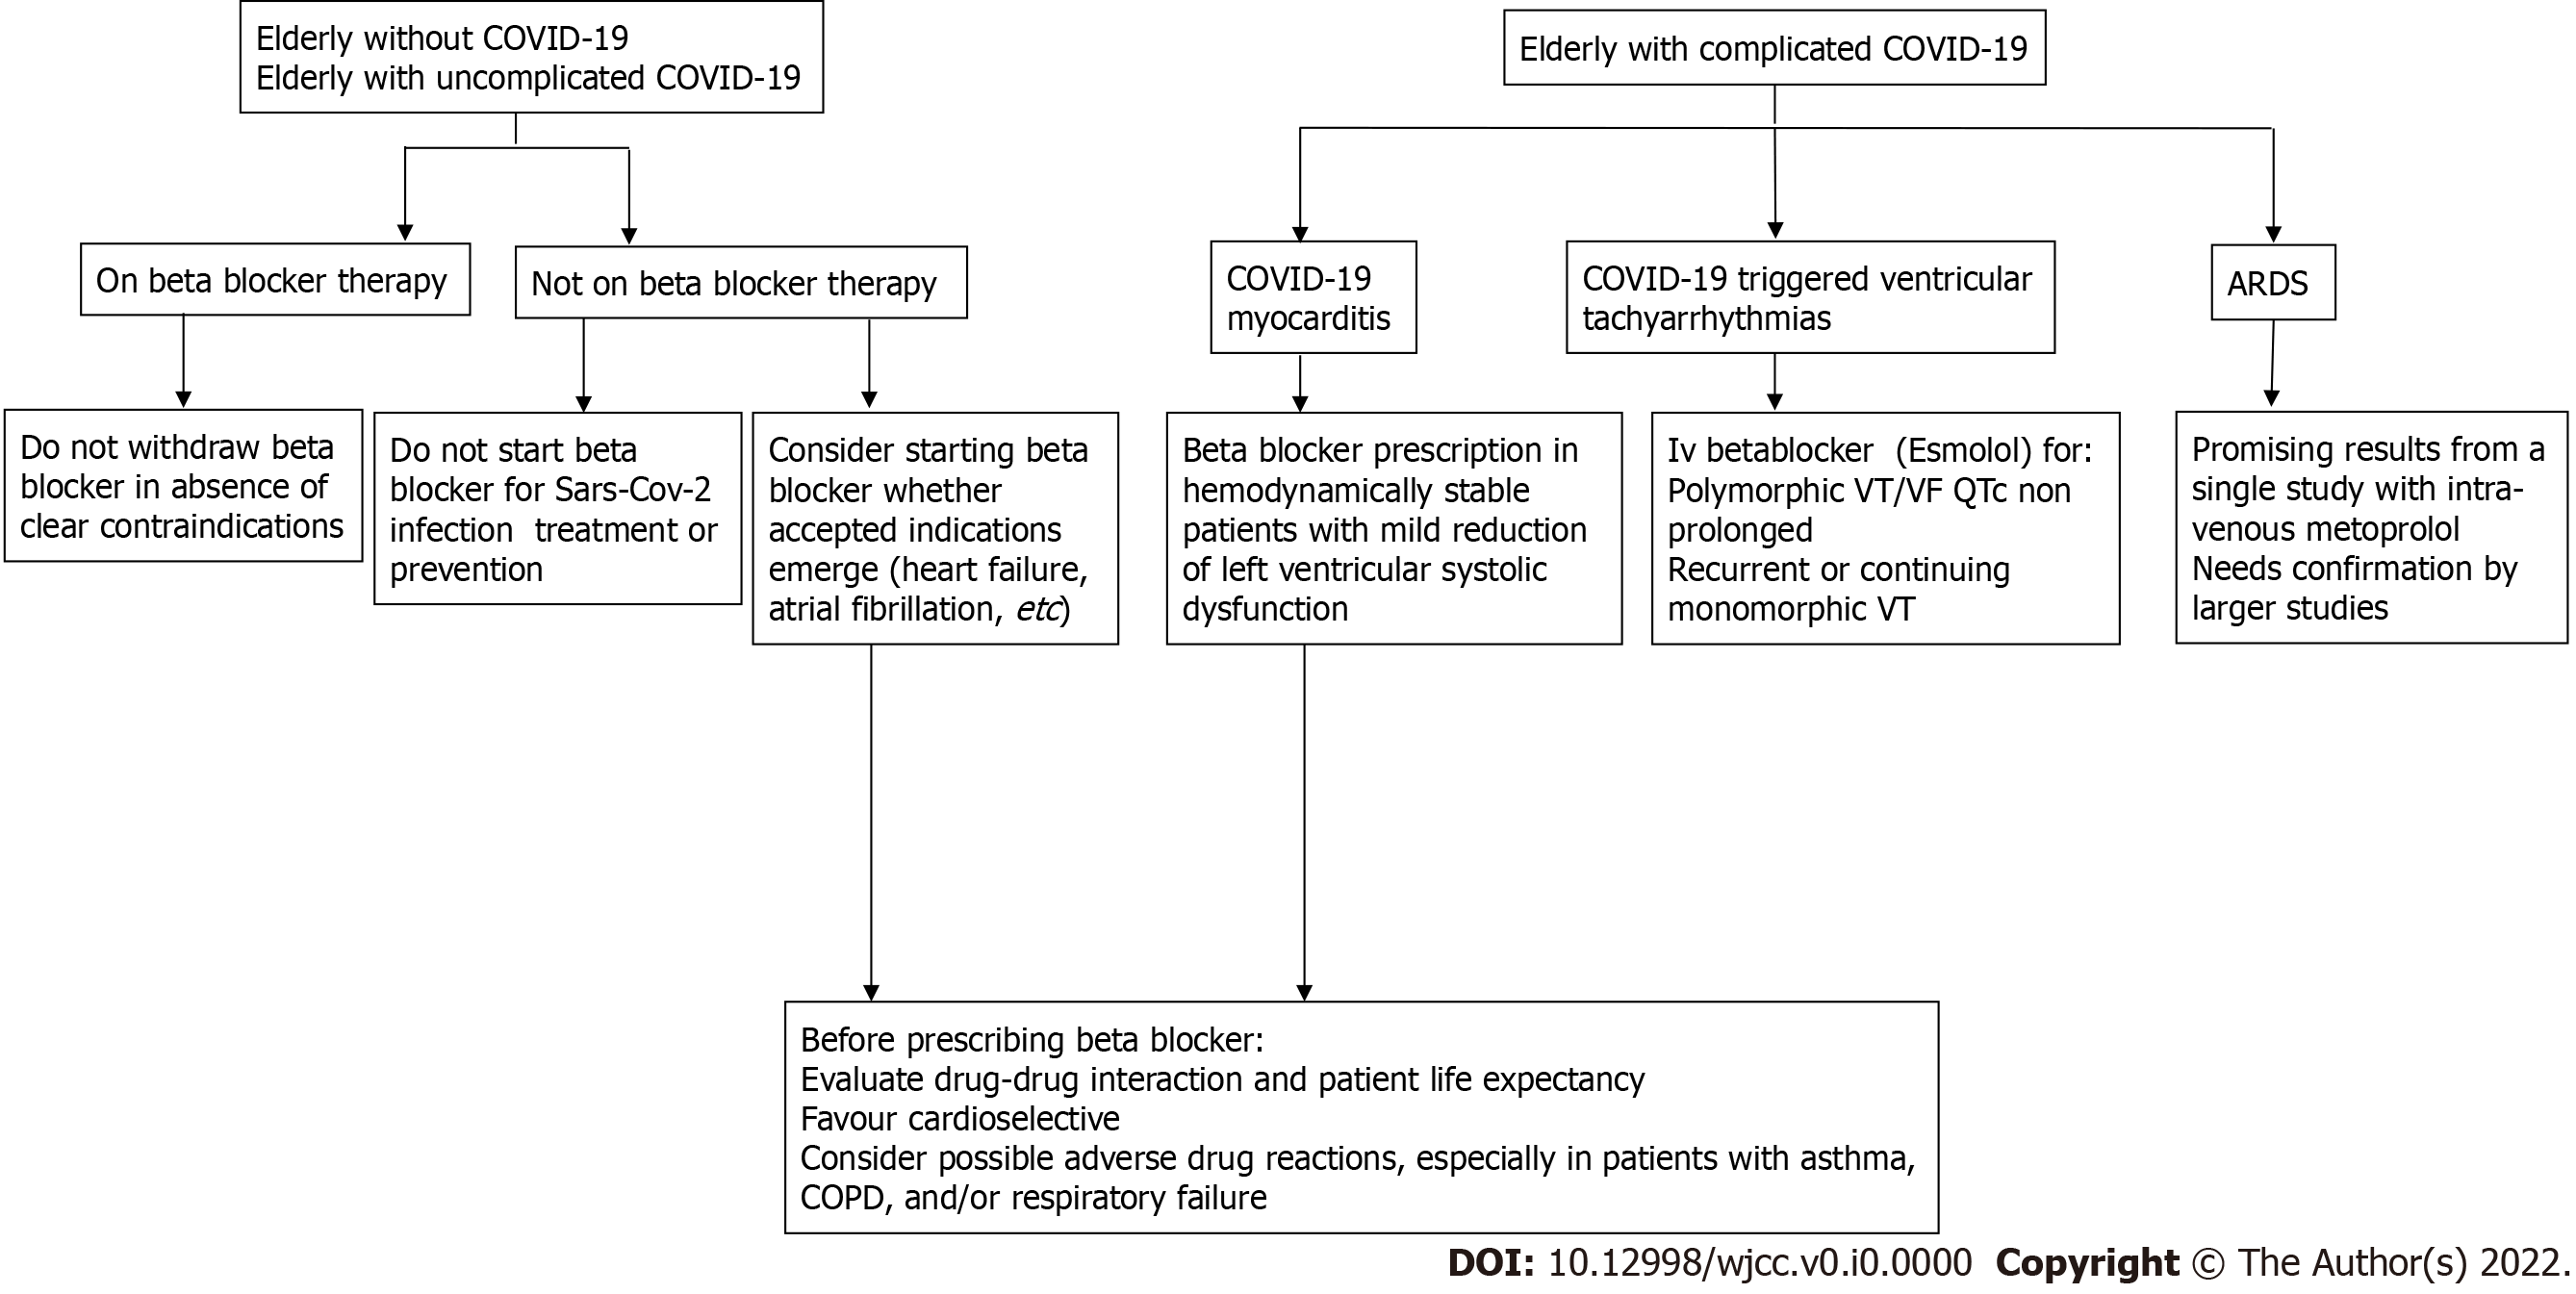 Elderly without COVID-19
Elderly with uncomplicated COVID-19
Elderly with complicated COVID-19
On beta blocker therapy
Not on beta blocker therapy
COVID-19
myocarditis
COVID-19 triggered ventricular
tachyarrhythmias
ARDS
Do not withdraw beta
blocker in absence of
clear contraindications
Do not start beta
blocker for Sars-Cov-2
infection treatment or
prevention
Consider starting beta
blocker whether
accepted indications
emerge (heart failure,
atrial fibrillation, etc)
Beta blocker prescription in
hemodynamically stable
patients with mild reduction
of left ventricular systolic
dysfunction
Iv betablocker (Esmolol) for:
Polymorphic VT/VF QTc non
prolonged
Recurrent or continuing
monomorphic VT
Promising results from a
single study with intra-
venous metoprolol
Needs confirmation by
larger studies
Before prescribing beta blocker:
Evaluate drug-drug interaction and patient life expectancy
Favour cardioselective
Consider possible adverse drug reactions, especially in patients with asthma,
COPD, and/or respiratory failure
DOI: 10.12998/wjcc.v0.i0.0000 Copyright © The Author(s) 2022.